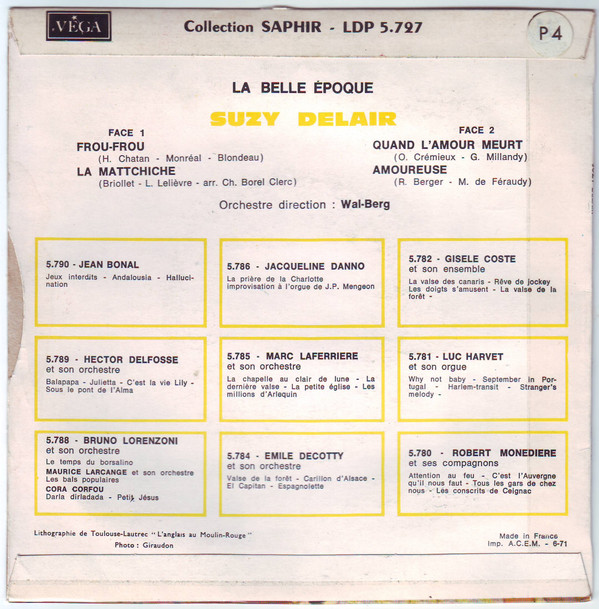 VÉGA
Collection SAPHIR - LDP 5.727
P4
LA BELLE ÉPOQUE
SUZY DELAIR
FACE 1
FROU-FROU
(H. Chatan - Monréal - Blondeau)
LA MATTCHICHE
(Briollet - L. Lelièvre - arr. Ch. Borel Clerc)
FACE 2
QUAND L'AMOUR MEURT
(O. Crémieux - G. Millandy)
AMOUREUSE
(R. Berger - M. de Féraudy)
Orchestre direction : Wal-Berg
5.790 - JEAN BONAL
Jeux interdits - Andalousia - Halluci-
nation
5.786 - JACQUELINE DANNO
La prière de la Charlotte
improvisation à l'orgue de J.P. Mengeon
5.782 - GISELE COSTE
et son ensemble
La valse des canaris - Rêve de jockey
Les doigts s'amusent - La valse de la
forêt -
5.789 - HECTOR DELFOSSE
et son orchestre
Balapapa - Julietta - C'est la vie Lily -
Sous le pont de l'Alma
5.785 - MARC LAFERRIERE
et son orchestre
La chapelle au clair de lune - La
dernière valse - La petite église - Les
millions d'Arlequin
5.781 - LUC HARVET
et son orgue
Why not baby - September in Por-
tugal - Harlem-transit - Stranger's
melody -
5.788 - BRUNO LORENZONI
et son orchestre
Le temps du borsalino
MAURICE LARCANGE et son orchestre
Les bals populaires
CORA CORFOU
Darla dirladada - Petit Jésus
5.784 - EMILE DECOTTY
et son orchestre
Valse de la forêt - Carillon d'Alsace -
El Capitan - Espagnolette
5.780 - ROBERT MONEDIERE
et ses compagnons
Attention au feu - C'est l'Auvergne
qu'il nous faut - Tous les gars de chez
nous - Les conscrits de Ceignac
Lithographie de Toulouse-Lautrec "L'anglais au Moulin-Rouge"
Photo : Giraudon
Made in France
Imp. A.C.E.M. - 6-71